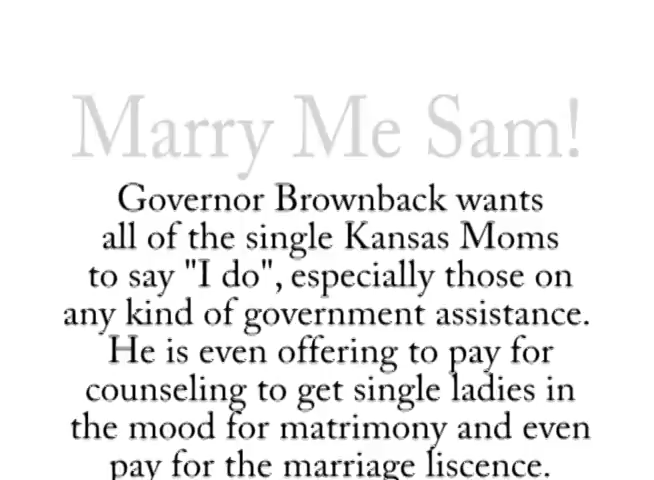 Marry Me Sam!
Governor Brownback wants
all of the single Kansas Moms
to say "I do", especially those on
any kind of government assistance.
He is even offering to pay for
counseling to get single ladies in
the mood for matrimony and even
pay for the marriage liscence.